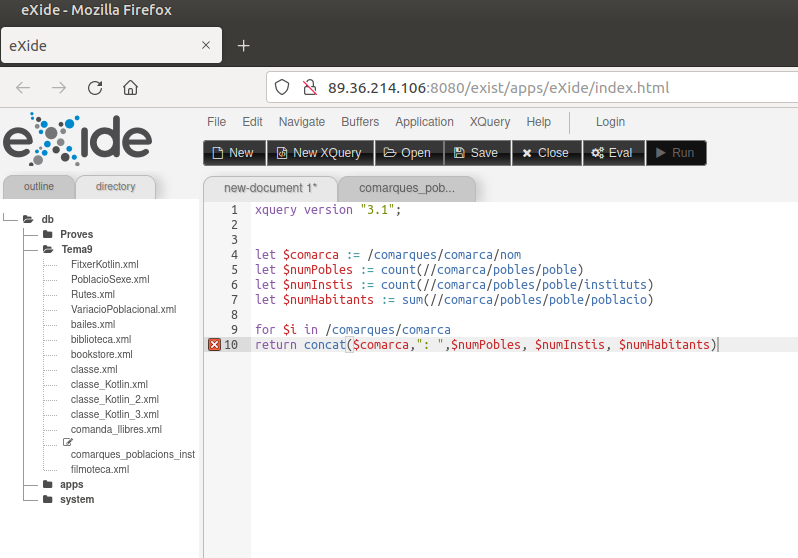 eXide - Mozilla Firefox
eXide × +
89.36.214.106:8080/exist/apps/eXide/index.html
eXide
File Edit Navigate Buffers Application XQuery Help Login
New New XQuery Open Save Close Eval Run
outline directory
new-document 1* comarques_pob...
db
Proves
Tema9
FitxerKotlin.xml
PoblacioSexe.xml
Rutes.xml
VariacioPoblacional.xml
bailes.xml
biblioteca.xml
bookstore.xml
classe.xml
classe_Kotlin.xml
classe_Kotlin_2.xml
classe_Kotlin_3.xml
comanda_llibres.xml
comarques_poblacions_inst
filmoteca.xml
apps
system
1 xquery version "3.1";
2
3
4 let $comarca := /comarques/comarca/nom
5 let $numPobles := count(//comarca/pobles/poble)
6 let $numInstis := count(//comarca/pobles/poble/instituts)
7 let $numHabitants := sum(//comarca/pobles/poble/poblacio)
8
9 for $i in /comarques/comarca
10 return concat($comarca,": ",$numPobles, $numInstis, $numHabitants)